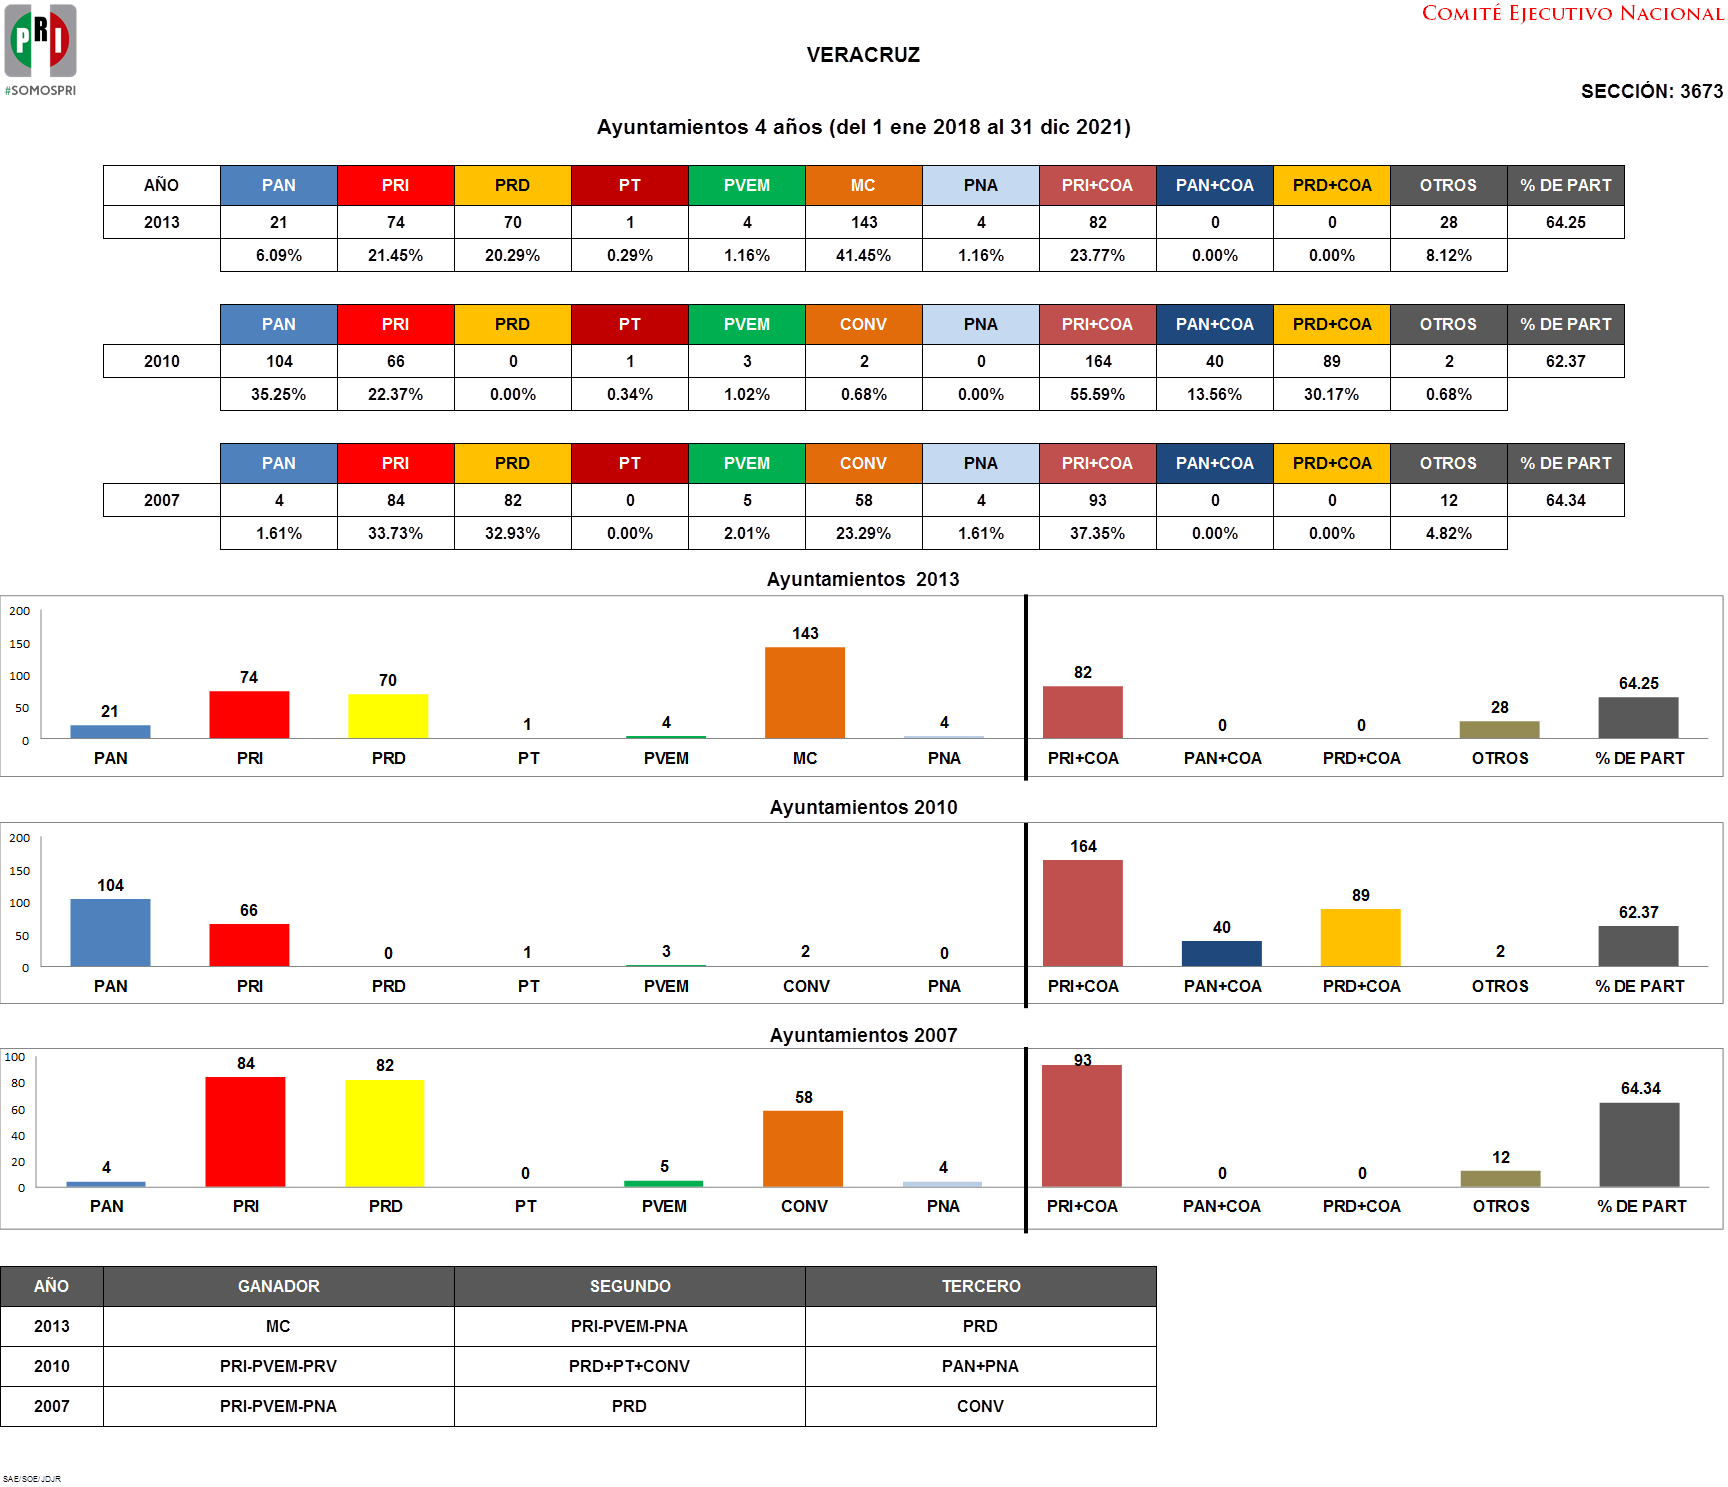 COMITÉ EJECUTIVO NACIONAL
PRI
#SOMOSPRI
VERACRUZ
SECCIÓN: 3673
Ayuntamientos 4 años (del 1 ene 2018 al 31 dic 2021)
AÑO PAN PRI PRD PT PVEM MC PNA PRI+COA PAN+COA PRD+COA OTROS % DE PART
2013 21 74 70 1 4 143 4 82 0 0 28 64.25
6.09% 21.45% 20.29% 0.29% 1.16% 41.45% 1.16% 23.77% 0.00% 0.00% 8.12%
PAN PRI PRD PT PVEM CONV PNA PRI+COA PAN+COA PRD+COA OTROS % DE PART
2010 104 66 0 1 3 2 0 164 40 89 2 62.37
35.25% 22.37% 0.00% 0.34% 1.02% 0.68% 0.00% 55.59% 13.56% 30.17% 0.68%
PAN PRI PRD PT PVEM CONV PNA PRI+COA PAN+COA PRD+COA OTROS % DE PART
2007 4 84 82 0 5 58 4 93 0 0 12 64.34
1.61% 33.73% 32.93% 0.00% 2.01% 23.29% 1.61% 37.35% 0.00% 0.00% 4.82%
Ayuntamientos 2013
200
150
100
50
0
21 74 70 1 4 143 4 82 0 0 28 64.25
PAN PRI PRD PT PVEM MC PNA PRI+COA PAN+COA PRD+COA OTROS % DE PART
Ayuntamientos 2010
200
150
100
50
0
104 66 0 1 3 2 0 164 40 89 2 62.37
PAN PRI PRD PT PVEM CONV PNA PRI+COA PAN+COA PRD+COA OTROS % DE PART
Ayuntamientos 2007
100
80
60
40
20
0
4 84 82 0 5 58 4 93 0 0 12 64.34
PAN PRI PRD PT PVEM CONV PNA PRI+COA PAN+COA PRD+COA OTROS % DE PART
AÑO GANADOR SEGUNDO TERCERO
2013 MC PRI-PVEM-PNA PRD
2010 PRI-PVEM-PRV PRD+PT+CONV PAN+PNA
2007 PRI-PVEM-PNA PRD CONV
SAE/SOE/JDJR